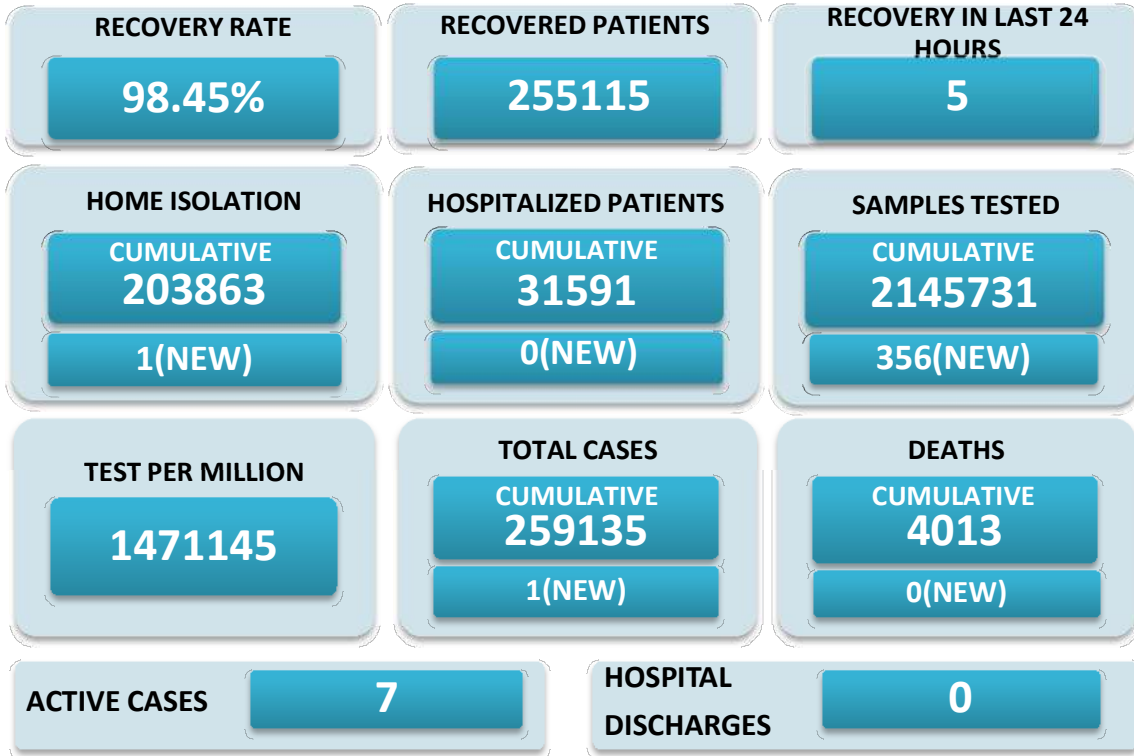 RECOVERY RATE
98.45%
RECOVERED PATIENTS
255115
RECOVERY IN LAST 24
HOURS
5
HOME ISOLATION
CUMULATIVE
203863
1(NEW)
HOSPITALIZED PATIENTS
CUMULATIVE
31591
0(NEW)
SAMPLES TESTED
CUMULATIVE
2145731
356(NEW)
TEST PER MILLION
1471145
TOTAL CASES
CUMULATIVE
259135
1(NEW)
DEATHS
CUMULATIVE
4013
0(NEW)
ACTIVE CASES
7
HOSPITAL
DISCHARGES
0